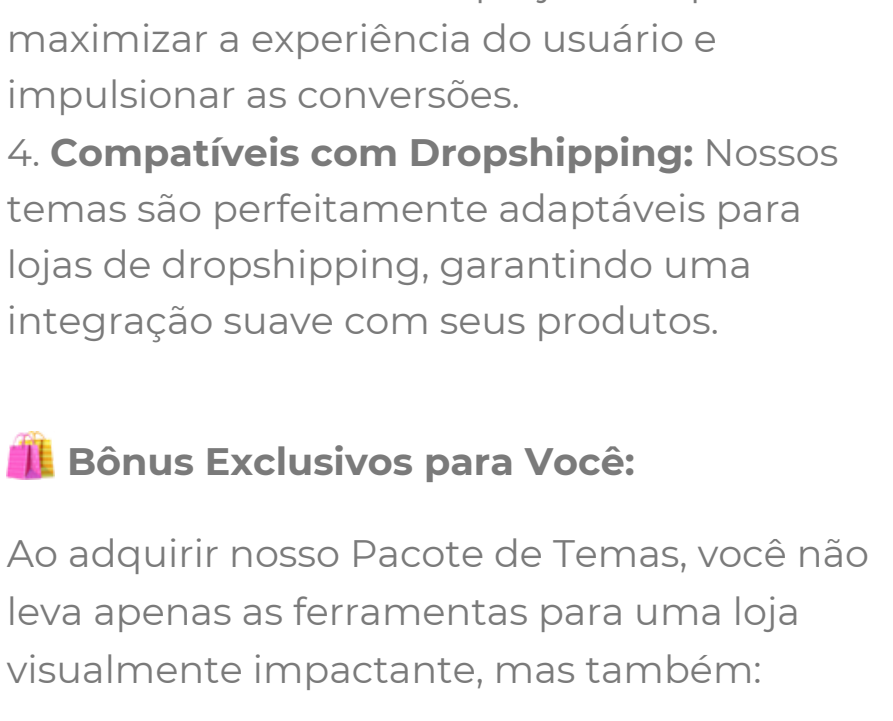 maximizar a experiência do usuário e
impulsionar as conversões.
4. Compatíveis com Dropshipping: Nossos
temas são perfeitamente adaptáveis para
lojas de dropshipping, garantindo uma
integração suave com seus produtos.
🛍️ Bônus Exclusivos para Você:
Ao adquirir nosso Pacote de Temas, você não
leva apenas as ferramentas para uma loja
visualmente impactante, mas também: